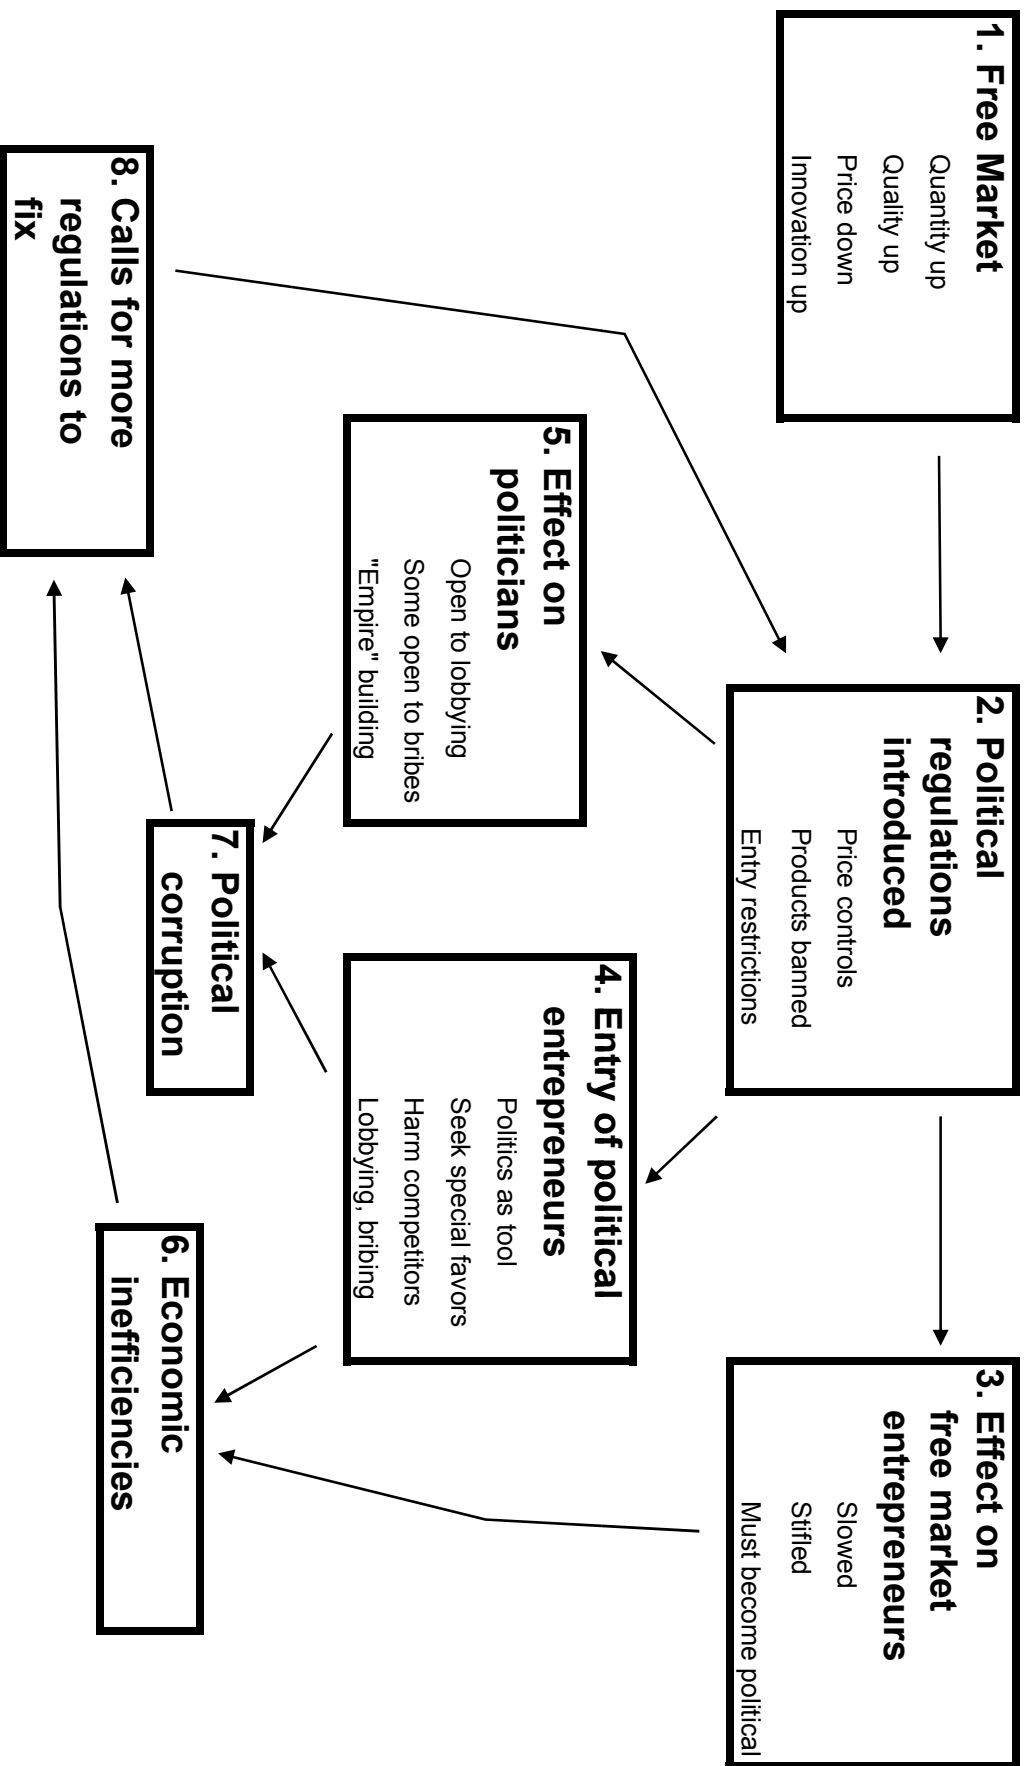 1. Free Market
Quantity up
Quality up
Price down
Innovation up
2. Political
regulations
introduced
Price controls
Products banned
Entry restrictions
3. Effect on
free market
entrepreneurs
Slowed
Stifled
Must become political
4. Entry of political
entrepreneurs
Politics as tool
Seek special favors
Harm competitors
Lobbying, bribing
5. Effect on
politicians
Open to lobbying
Some open to bribes
"Empire" building
6. Economic
inefficiencies
7. Political
corruption
8. Calls for more
regulations to
fix